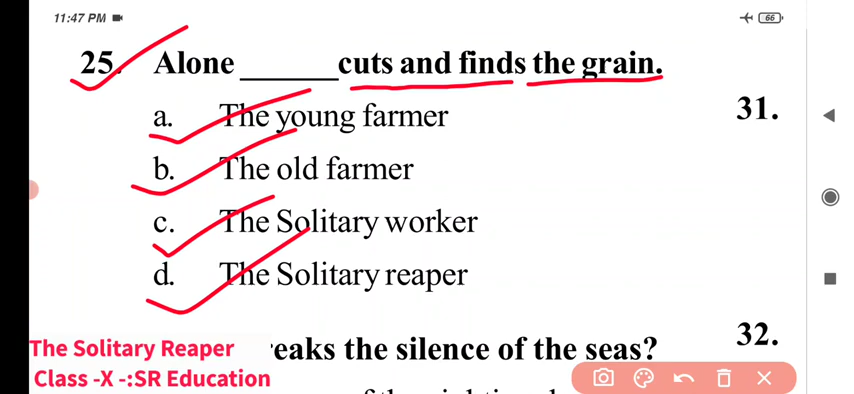 11:47 PM
66
25. Alone ______ cuts and finds the grain.
a. The young farmer
31.
b. The old farmer
c. The Solitary worker
d. The Solitary reaper
The Solitary Reaper
Class -X -:SR Education
the silence of the seas?
32.